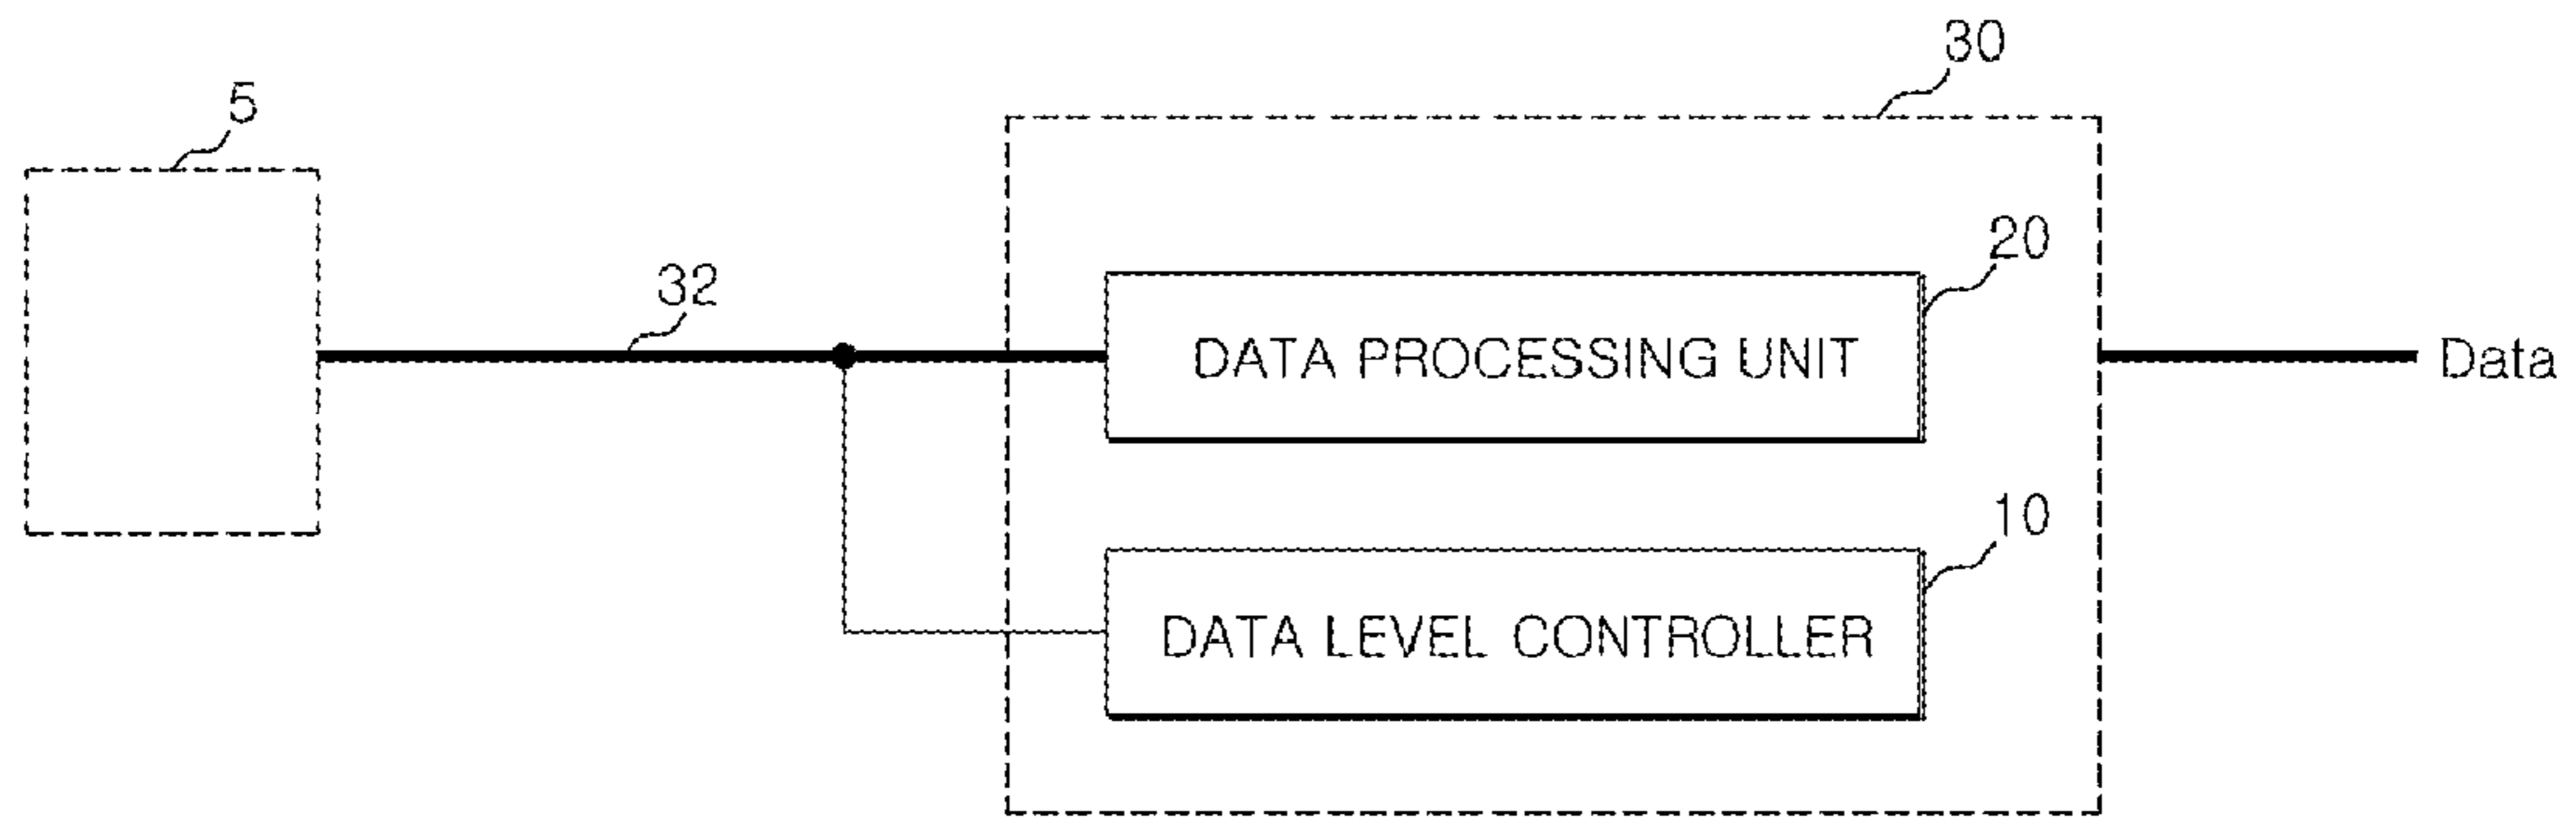 30
5
20
32
DATA PROCESSING UNIT
Data
10
DATA LEVEL CONTROLLER